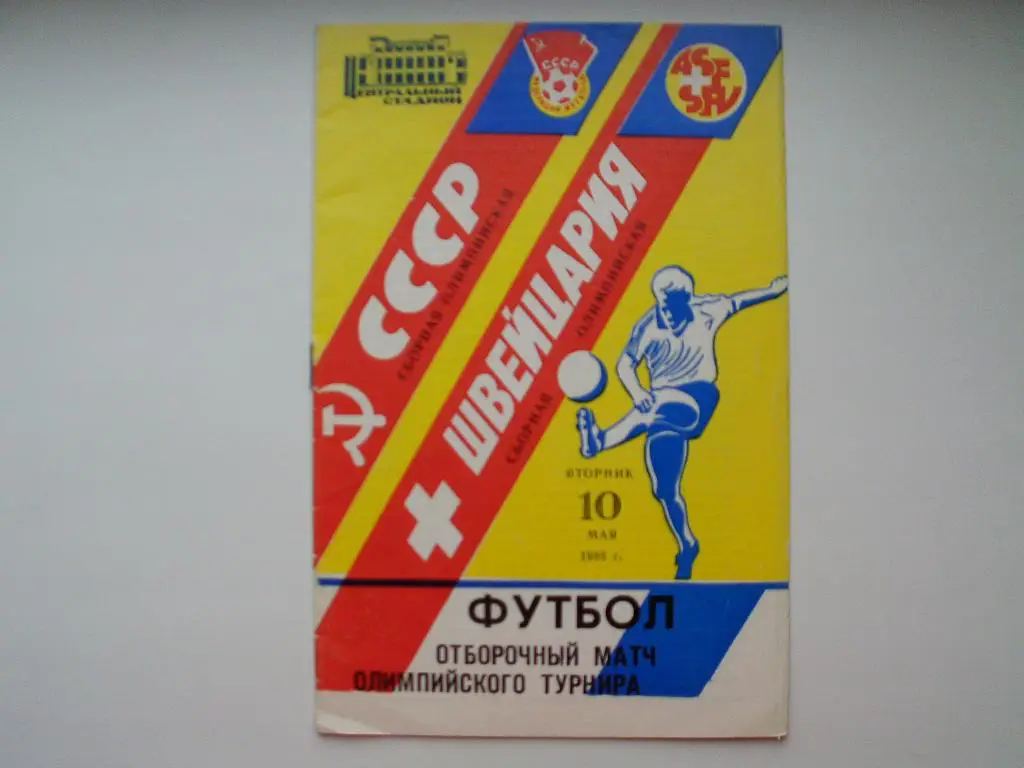 ЦЕНТРАЛЬНЫЙ
СТАДИОН
СССР
ASF
SFV
СССР
СБОРНАЯ ОЛИМПИЙСКАЯ
ШВЕЙЦАРИЯ
СБОРНАЯ ОЛИМПИЙСКАЯ
ВТОРНИК
10
МАЯ
1988 г.
ФУТБОЛ
ОТБОРОЧНЫЙ МАТЧ
ОЛИМПИЙСКОГО ТУРНИРА